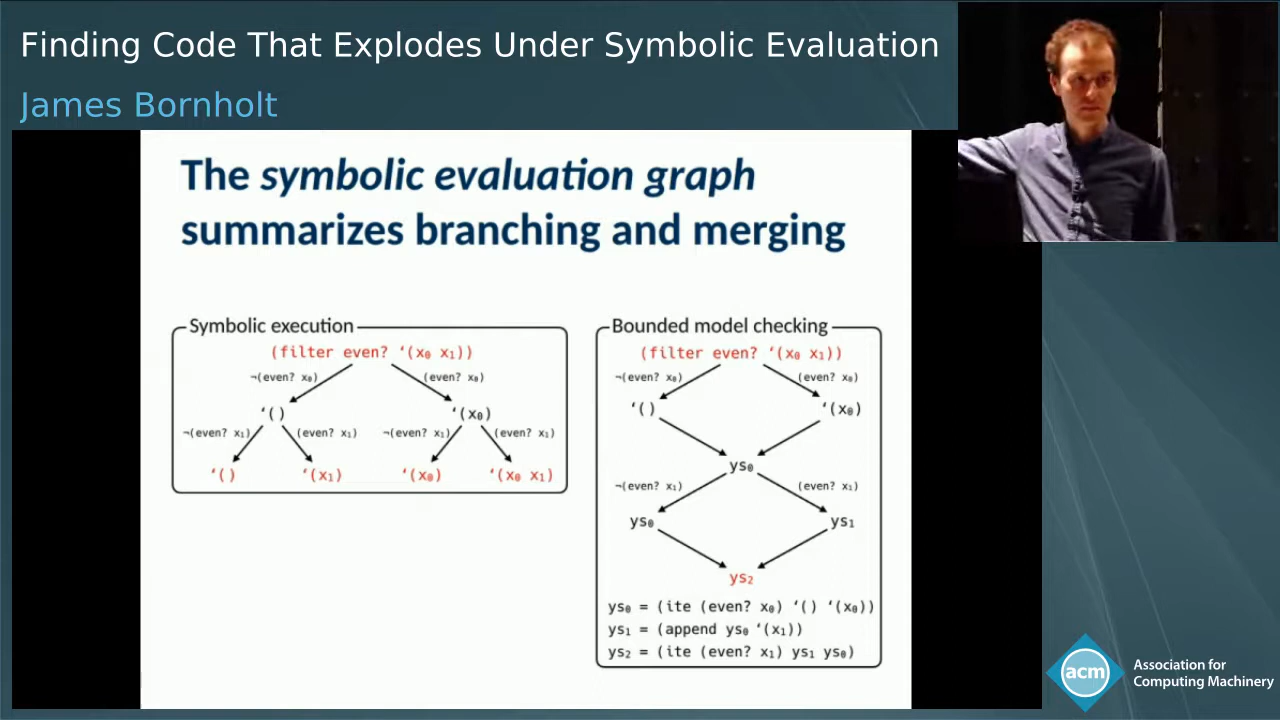 Finding Code That Explodes Under Symbolic Evaluation
James Bornholt
The symbolic evaluation graph
summarizes branching and merging
Symbolic execution
(filter even? ‘(x₀ x₁))
¬(even? x₀) (even? x₀)
‘() ‘(x₀)
¬(even? x₁) (even? x₁) ¬(even? x₁) (even? x₁)
‘() ‘(x₁) ‘(x₀) ‘(x₀ x₁)
Bounded model checking
(filter even? ‘(x₀ x₁))
¬(even? x₀) (even? x₀)
‘() ‘(x₀)
ys₀
¬(even? x₁) (even? x₁)
ys₀ ys₁
ys₂
ys₀ = (ite (even? x₀) ‘() ‘(x₀))
ys₁ = (append ys₀ ‘(x₁))
ys₂ = (ite (even? x₁) ys₁ ys₀)
acm
Association for
Computing Machinery